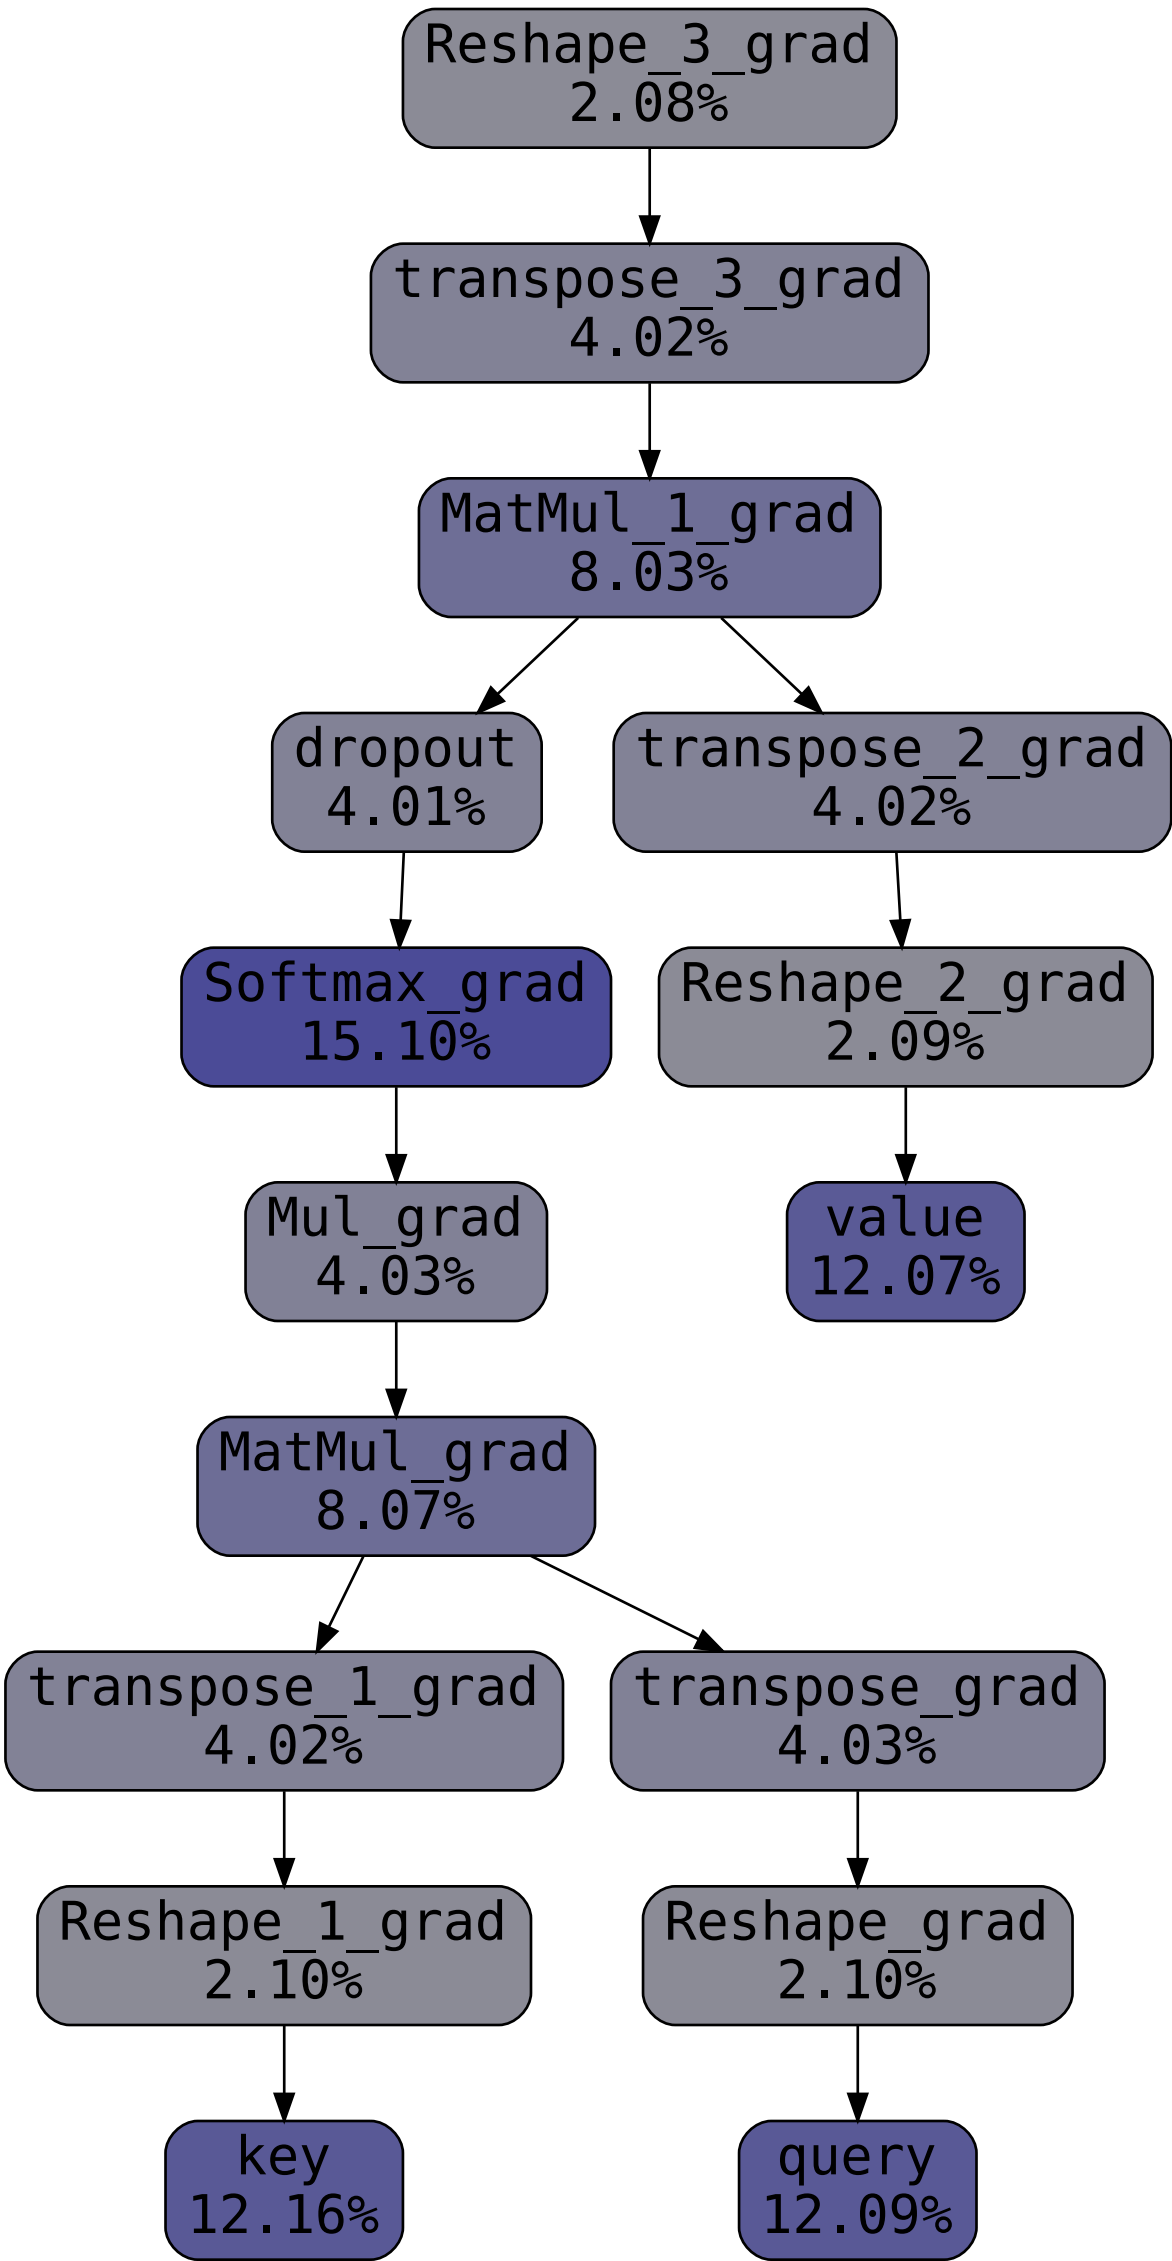 Reshape_3_grad
2.08%
transpose_3_grad
4.02%
MatMul_1_grad
8.03%
dropout
4.01%
transpose_2_grad
4.02%
Softmax_grad
15.10%
Reshape_2_grad
2.09%
Mul_grad
4.03%
value
12.07%
MatMul_grad
8.07%
transpose_1_grad
4.02%
transpose_grad
4.03%
Reshape_1_grad
2.10%
Reshape_grad
2.10%
key
12.16%
query
12.09%